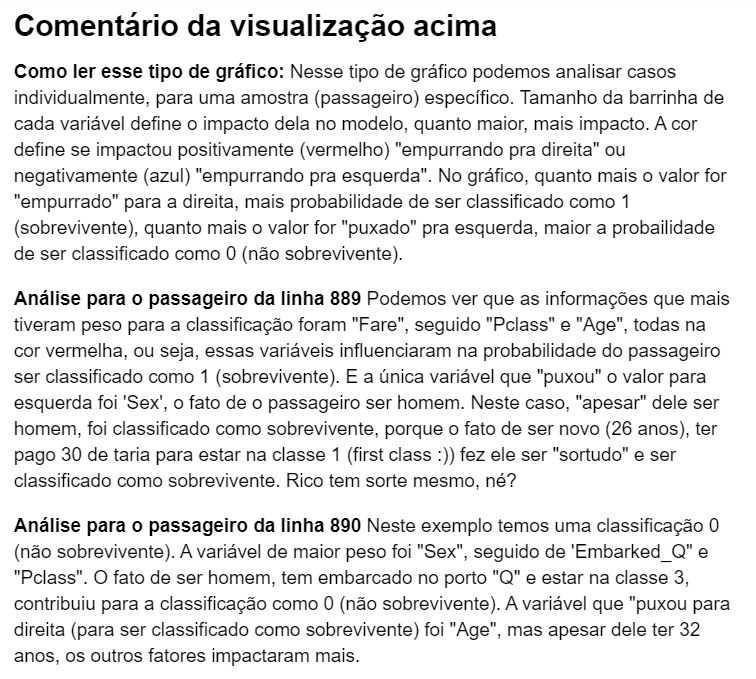 Comentário da visualização acima
Como ler esse tipo de gráfico: Nesse tipo de gráfico podemos analisar casos
individualmente, para uma amostra (passageiro) específico. Tamanho da barrinha de
cada variável define o impacto dela no modelo, quanto maior, mais impacto. A cor
define se impactou positivamente (vermelho) "empurrando pra direita" ou
negativamente (azul) "empurrando pra esquerda". No gráfico, quanto mais o valor for
"empurrado" para a direita, mais probabilidade de ser classificado como 1
(sobrevivente), quanto mais o valor for "puxado" pra esquerda, maior a probailidade
de ser classificado como 0 (não sobrevivente).
Análise para o passageiro da linha 889 Podemos ver que as informações que mais
tiveram peso para a classificação foram "Fare", seguido "Pclass" e "Age", todas na
cor vermelha, ou seja, essas variáveis influenciaram na probabilidade do passageiro
ser classificado como 1 (sobrevivente). E a única variável que "puxou" o valor para
esquerda foi 'Sex', o fato de o passageiro ser homem. Neste caso, "apesar" dele ser
homem, foi classificado como sobrevivente, porque o fato de ser novo (26 anos), ter
pago 30 de taria para estar na classe 1 (first class :)) fez ele ser "sortudo" e ser
classificado como sobrevivente. Rico tem sorte mesmo, né?
Análise para o passageiro da linha 890 Neste exemplo temos uma classificação 0
(não sobrevivente). A variável de maior peso foi "Sex", seguido de 'Embarked_Q" e
"Pclass". O fato de ser homem, tem embarcado no porto "Q" e estar na classe 3,
contribuiu para a classificação como 0 (não sobrevivente). A variável que "puxou para
direita (para ser classificado como sobrevivente) foi "Age", mas apesar dele ter 32
anos, os outros fatores impactaram mais.